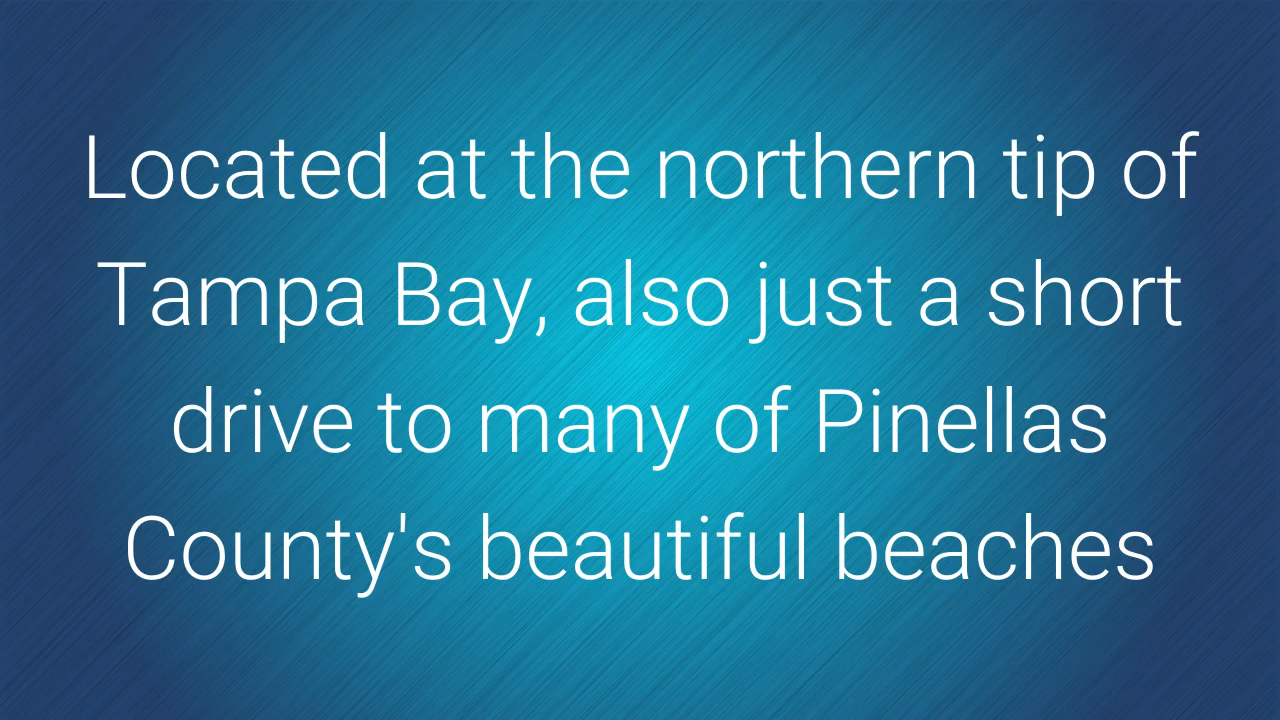 Located at the northern tip of
Tampa Bay, also just a short
drive to many of Pinellas
County's beautiful beaches